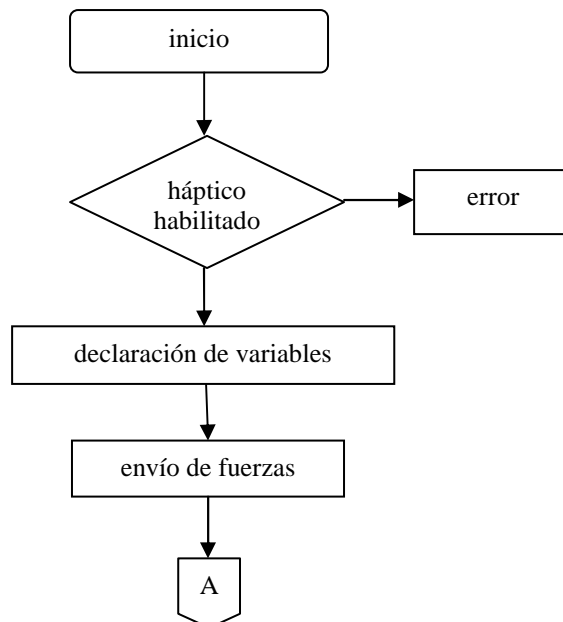 inicio
háptico
habilitado
error
declaración de variables
envío de fuerzas
A